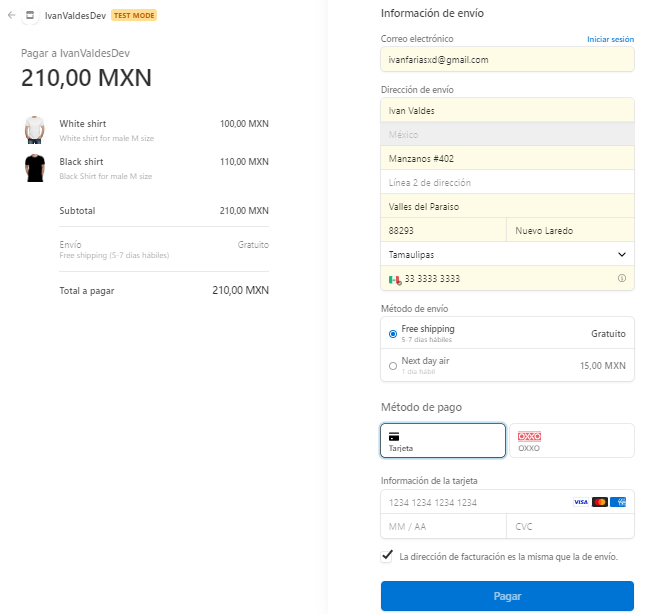 IvanValdesDev TEST MODE
Pagar a IvanValdesDev
210,00 MXN
White shirt 100,00 MXN
White shirt for male M size
Black shirt 110,00 MXN
Black Shirt for male M size
Subtotal 210,00 MXN
Envío Gratuito
Free shipping (5-7 días hábiles)
Total a pagar 210,00 MXN
Información de envío
Correo electrónico Iniciar sesión
ivanfariasxd@gmail.com
Dirección de envío
Ivan Valdes
México
Manzanos #402
Línea 2 de dirección
Valles del Paraiso
88293 Nuevo Laredo
Tamaulipas
33 3333 3333
Método de envío
Free shipping Gratuito
5-7 días hábiles
Next day air 15,00 MXN
1 día hábil
Método de pago
OXXO
Tarjeta OXXO
Información de la tarjeta
1234 1234 1234 1234 VISA
MM / AA CVC
La dirección de facturación es la misma que la de envío.
Pagar